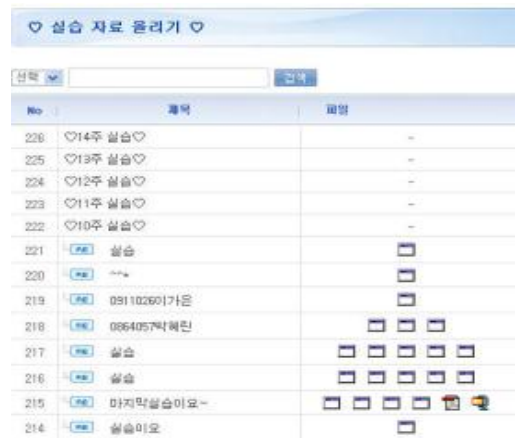 ♡ 실습 자료 올리기 ♡
선택 검색
No 제목 파일
226 ♡14주 실습♡ -
225 ♡13주 실습♡ -
224 ♡12주 실습♡ -
223 ♡11주 실습♡ -
222 ♡10주 실습♡ -
221 실습
220 ^^*
219 0911026이가은
218 0864057박혜린
217 실습
216 실습
215 마지막실습이요~
214 실습이요